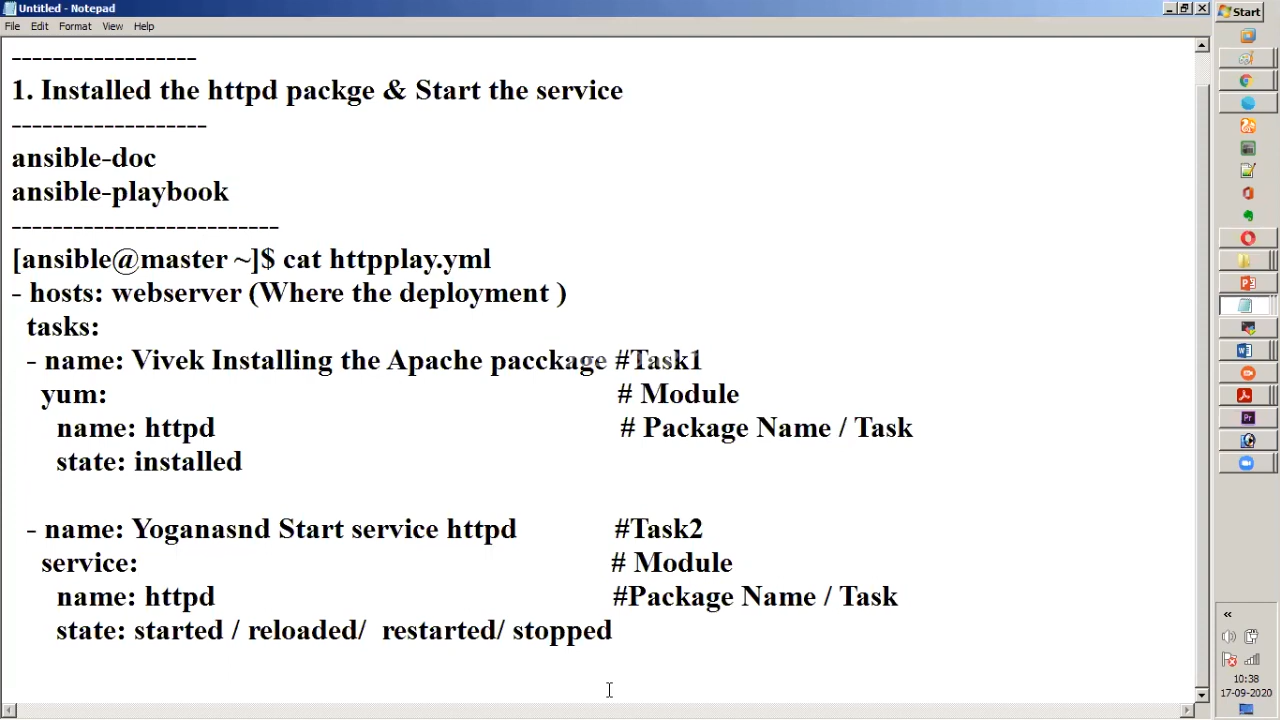 Untitled - Notepad
File Edit Format View Help
Start
------------------
1. Installed the httpd packge & Start the service
-------------------
ansible-doc
ansible-playbook
--------------------------
[ansible@master ~]$ cat httpplay.yml
- hosts: webserver (Where the deployment )
tasks:
- name: Vivek Installing the Apache pacckage #Task1
yum: # Module
name: httpd # Package Name / Task
state: installed
- name: Yoganasnd Start service httpd #Task2
service: # Module
name: httpd #Package Name / Task
state: started / reloaded/ restarted/ stopped
10:38
17-09-2020